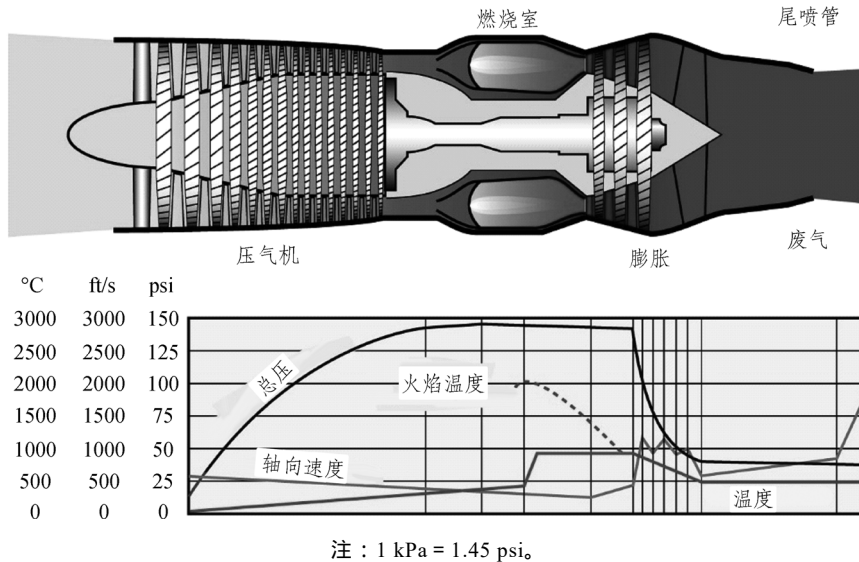 燃烧室
尾喷管
压气机
膨胀
废气
°C ft/s psi
3000 3000 150
2500 2500 125
2000 2000 100
1500 1500 75
1000 1000 50
500 500 25
0 0 0
总压
火焰温度
轴向速度
温度
注：1 kPa = 1.45 psi。